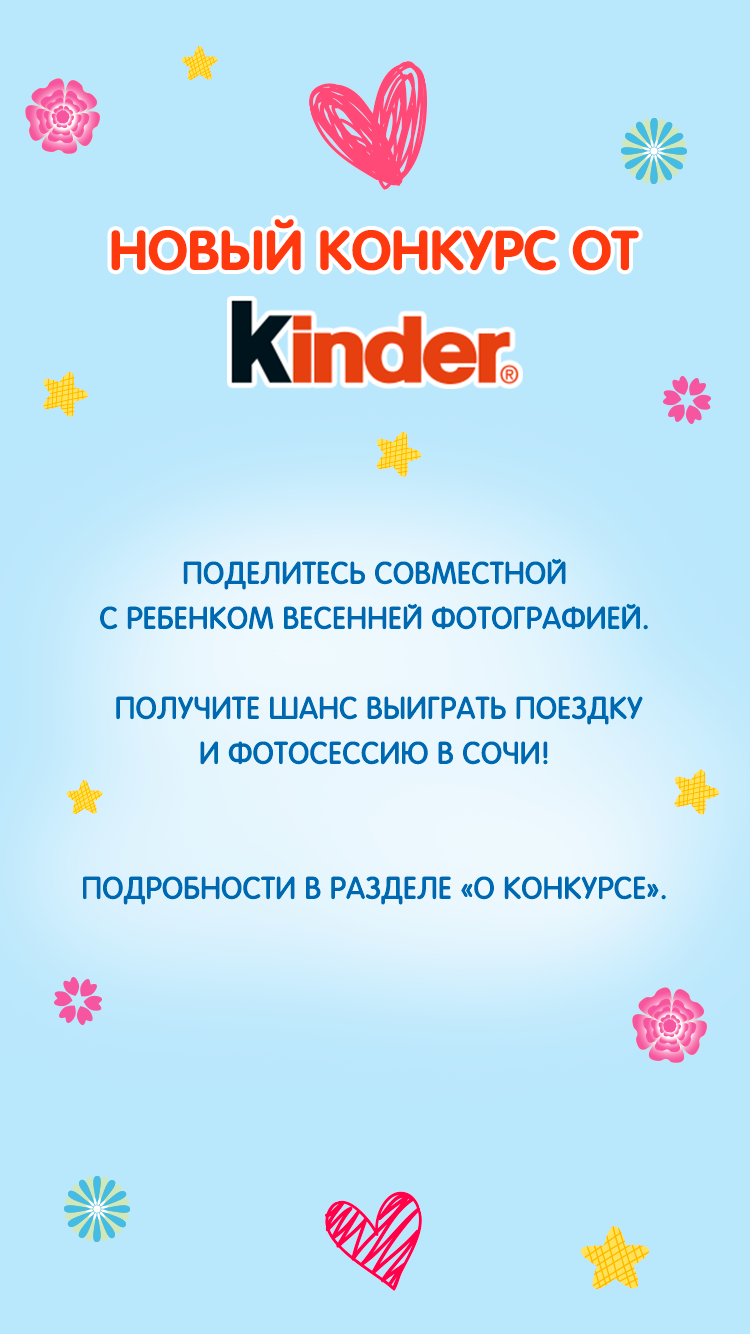 НОВЫЙ КОНКУРС ОТ
Kinder®
ПОДЕЛИТЕСЬ СОВМЕСТНОЙ
С РЕБЕНКОМ ВЕСЕННЕЙ ФОТОГРАФИЕЙ.
ПОЛУЧИТЕ ШАНС ВЫИГРАТЬ ПОЕЗДКУ
И ФОТОСЕССИЮ В СОЧИ!
ПОДРОБНОСТИ В РАЗДЕЛЕ «О КОНКУРСЕ».